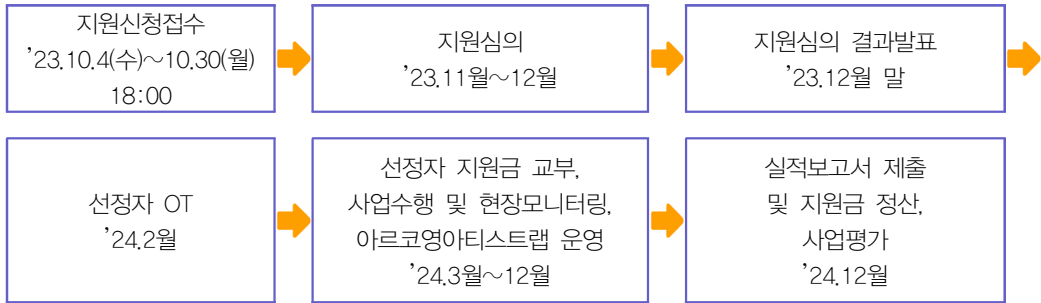 지원신청접수
’23.10.4(수)～10.30(월)
18:00
지원심의
’23.11월～12월
지원심의 결과발표
’23.12월 말
선정자 OT
’24.2월
선정자 지원금 교부,
사업수행 및 현장모니터링,
아르코영아티스트랩 운영
’24.3월～12월
실적보고서 제출
및 지원금 정산,
사업평가
’24.12월